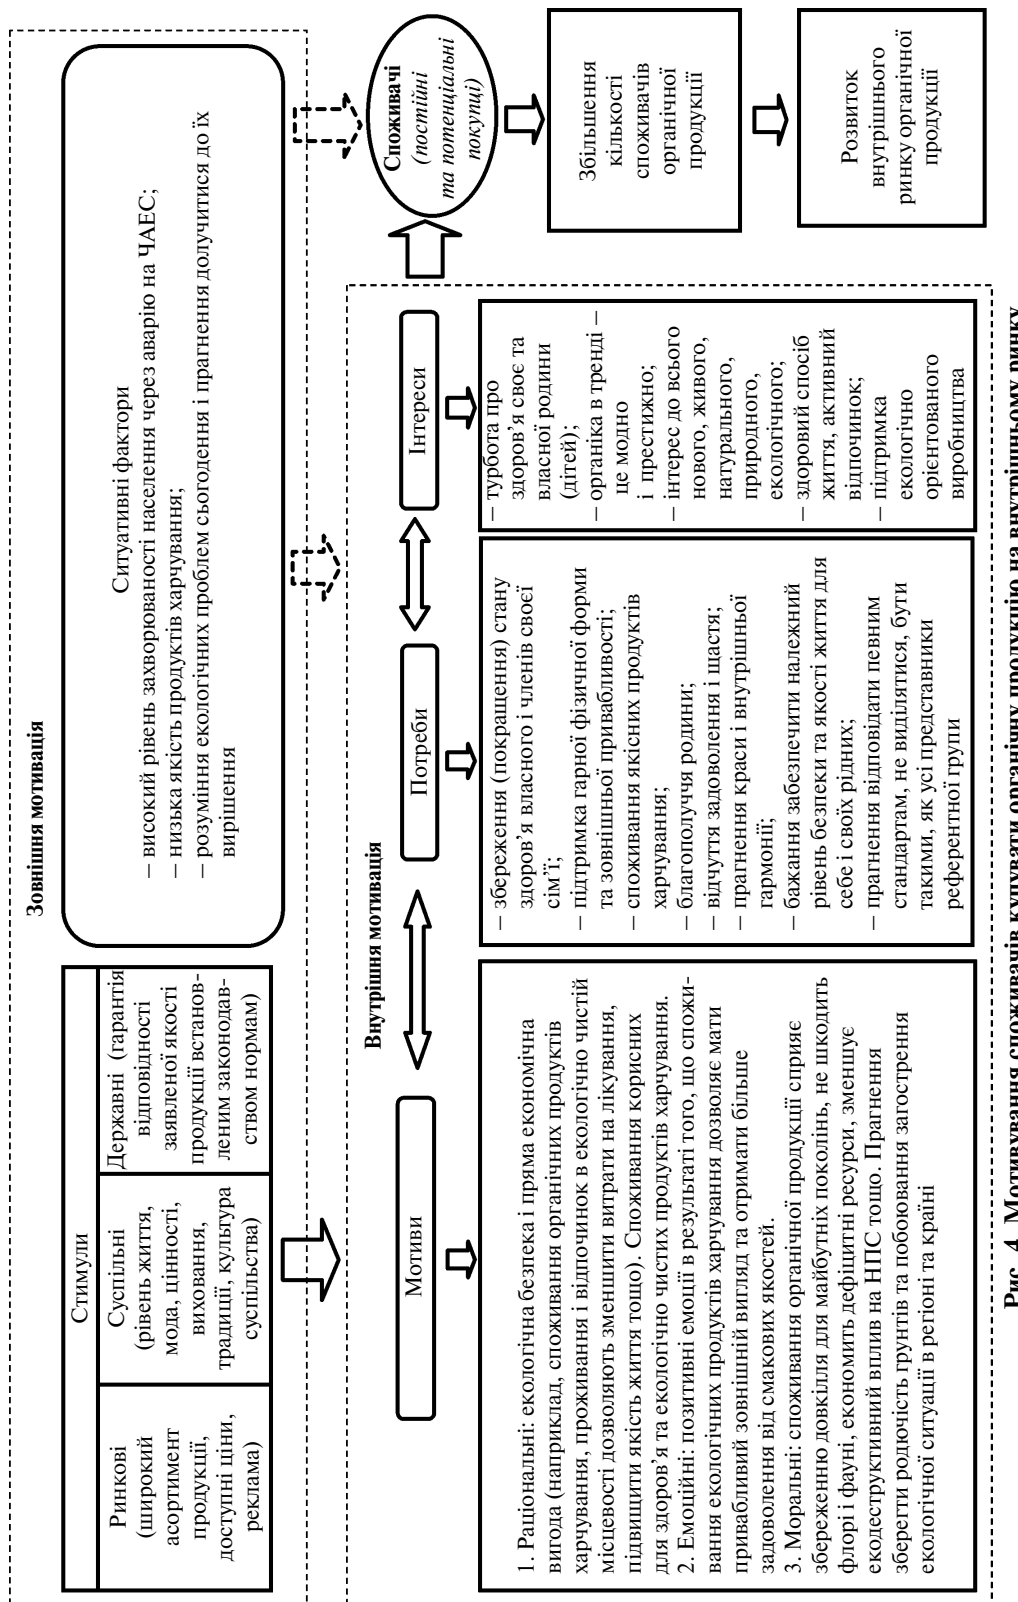 Зовнішня мотивація
Стимули
Ринкові
(широкий
асортимент
продукції,
доступні ціни,
реклама)
Суспільні
(рівень життя,
мода, цінності,
виховання,
традиції, культура
суспільства)
Державні (гарантія
відповідності
заявленої якості
продукції встанов-
леним законодав-
ством нормам)
Ситуативні фактори
– високий рівень захворюваності населення через аварію на ЧАЕС;
– низька якість продуктів харчування;
– розуміння екологічних проблем сьогодення і прагнення долучитися до їх
вирішення
Внутрішня мотивація
Мотиви
Потреби
Інтереси
1. Раціональні: екологічна безпека і пряма економічна
вигода (наприклад, споживання органічних продуктів
харчування, проживання і відпочинок в екологічно чистій
місцевості дозволяють зменшити витрати на лікування,
підвищити якість життя тощо). Споживання корисних
для здоров'я та екологічно чистих продуктів харчування.
2. Емоційні: позитивні емоції в результаті того, що спожи-
вання екологічних продуктів харчування дозволяє мати
привабливий зовнішній вигляд та отримати більше
задоволення від смакових якостей.
3. Моральні: споживання органічної продукції сприяє
збереженню довкілля для майбутніх поколінь, не шкодить
флорі і фауні, економить дефіцитні ресурси, зменшує
екодеструктивний вплив на НПС тощо. Прагнення
зберегти родючість ґрунтів та побоювання загострення
екологічної ситуації в регіоні та країні
– збереження (покращення) стану
здоров'я власного і членів своєї
сім'ї;
– підтримка гарної фізичної форми
та зовнішньої привабливості;
– споживання якісних продуктів
харчування;
– благополуччя родини;
– відчуття задоволення і щастя;
– прагнення краси і внутрішньої
гармонії;
– бажання забезпечити належний
рівень безпеки та якості життя для
себе і своїх рідних;
– прагнення відповідати певним
стандартам, не виділятися, бути
такими, як усі представники
референтної групи
– турбота про
здоров'я своє та
власної родини
(дітей);
– органіка в тренді –
це модно
і престижно;
– інтерес до всього
нового, живого,
натурального,
природного,
екологічного;
– здоровий спосіб
життя, активний
відпочинок;
– підтримка
екологічно
орієнтованого
виробництва
Споживачі
(постійні
та потенціальні
покупці)
Збільшення
кількості
споживачів
органічної
продукції
Розвиток
внутрішнього
ринку органічної
продукції
Рис. 4. Мотивування споживачів купувати органічну продукцію на внутрішньому ринку